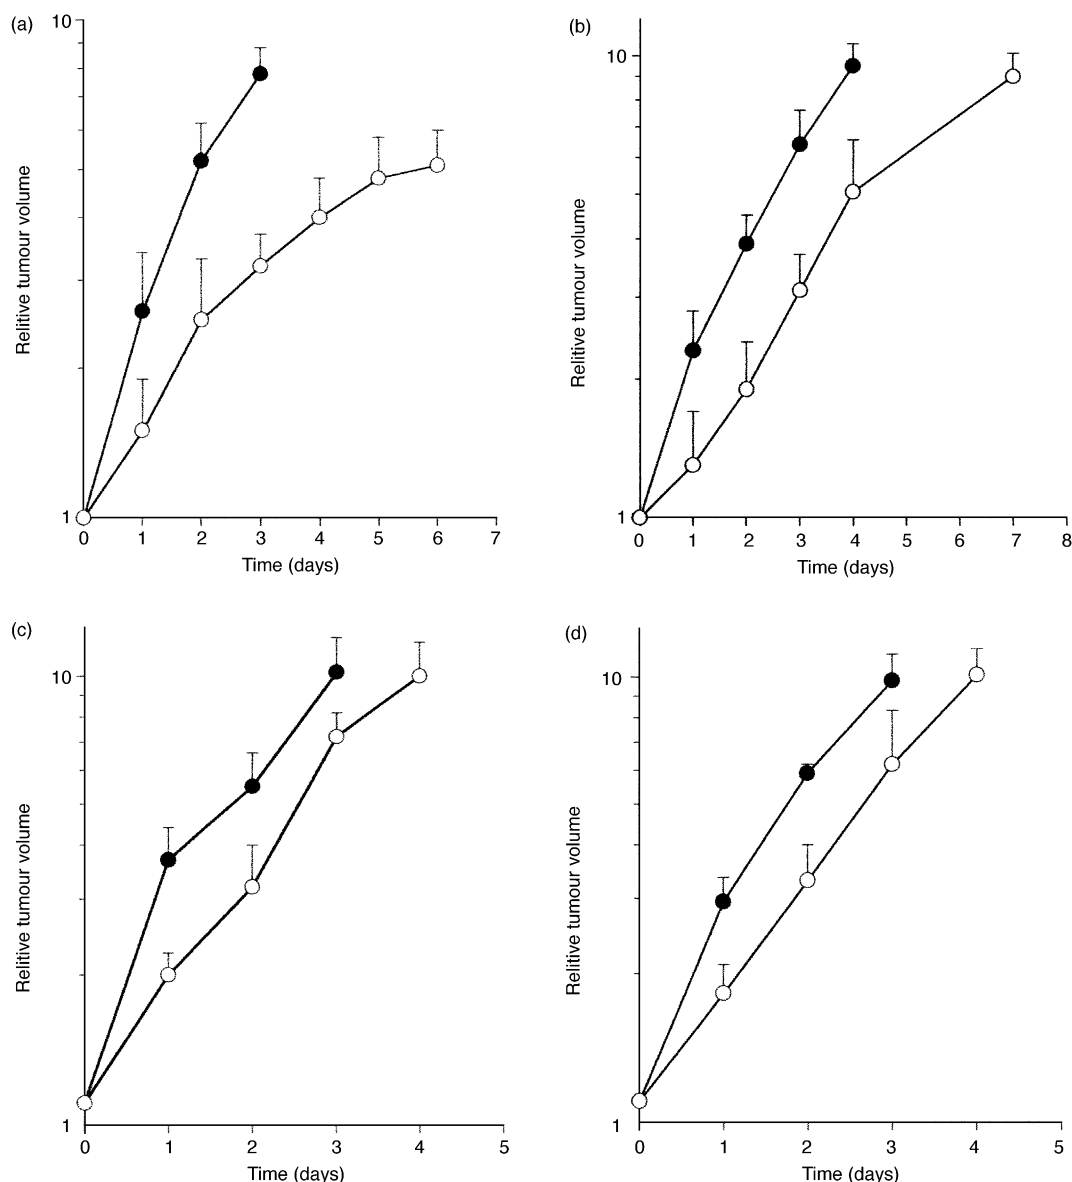 (a)
10
1
Relitive tumour volume
0 1 2 3 4 5 6 7
Time (days)
(b)
10
1
Relitive tumour volume
0 1 2 3 4 5 6 7 8
Time (days)
(c)
10
1
Relitive tumour volume
0 1 2 3 4 5
Time (days)
(d)
10
1
Relitive tumour volume
0 1 2 3 4 5
Time (days)